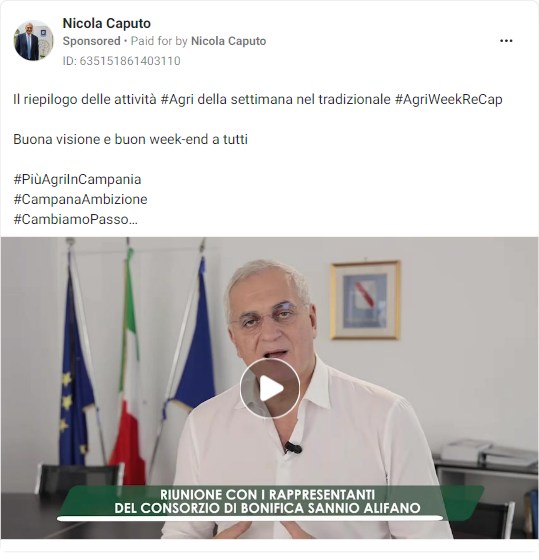 Nicola Caputo
Sponsored • Paid for by Nicola Caputo
ID: 635151861403110
Il riepilogo delle attività #Agri della settimana nel tradizionale #AgriWeekReCap
Buona visione e buon week-end a tutti
#PiùAgriInCampania
#CampanaAmbizione
#CambiamoPasso...
RIUNIONE CON I RAPPRESENTANTI
DEL CONSORZIO DI BONIFICA SANNIO ALIFANO